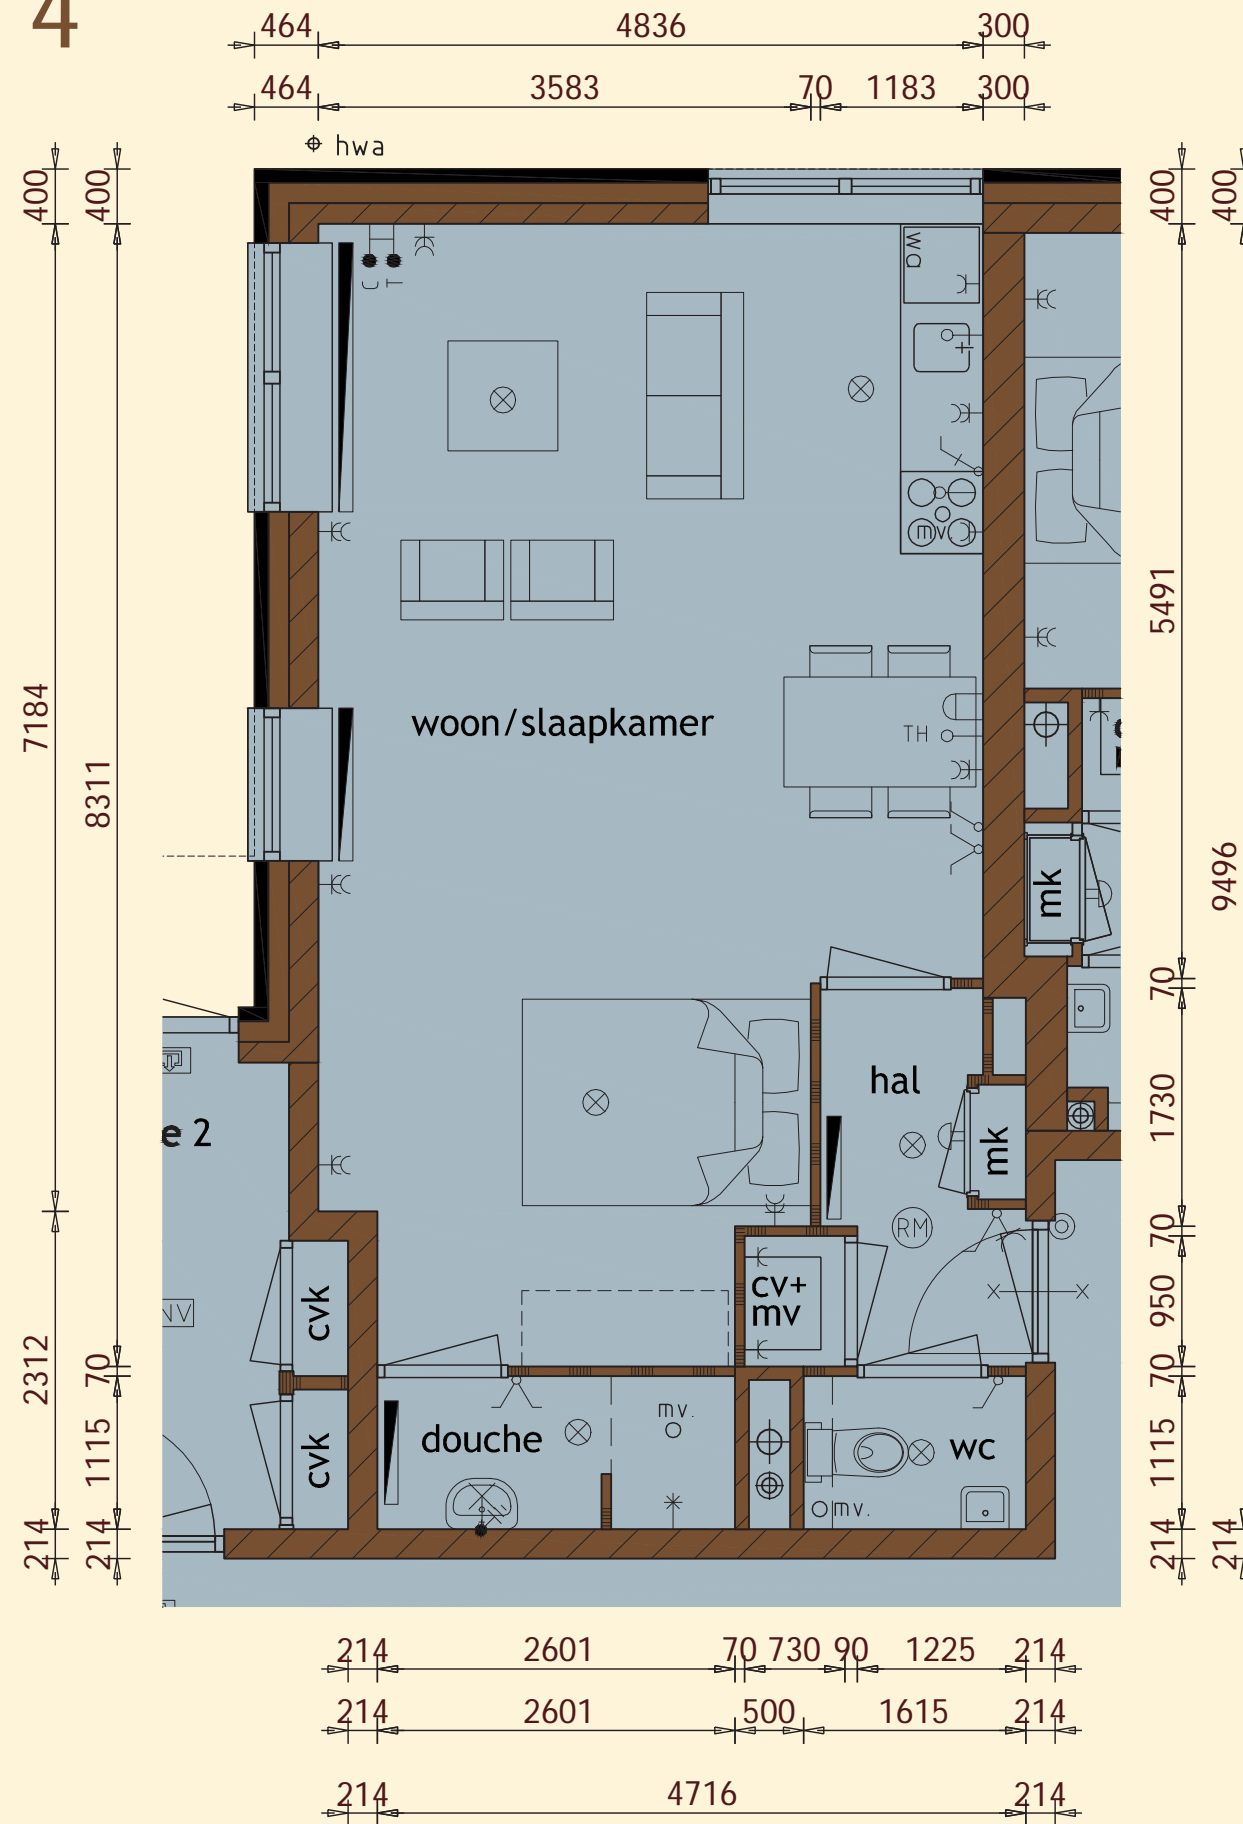 4
464 4836 300
464 3583 70 1183 300
hwa
400 400 400 400
wa
C T
mv.
5491
7184
woon/slaapkamer
TH
8311
9496
mk
70
hal
e 2
1730
mk
RM
70
cv+
mv
NV
cvk
950
2312
70
70
mv.
douche
wc
cvk
1115
1115
mv.
214 214 214 214
214 2601 70 730 90 1225 214
214 2601 500 1615 214
214 4716 214